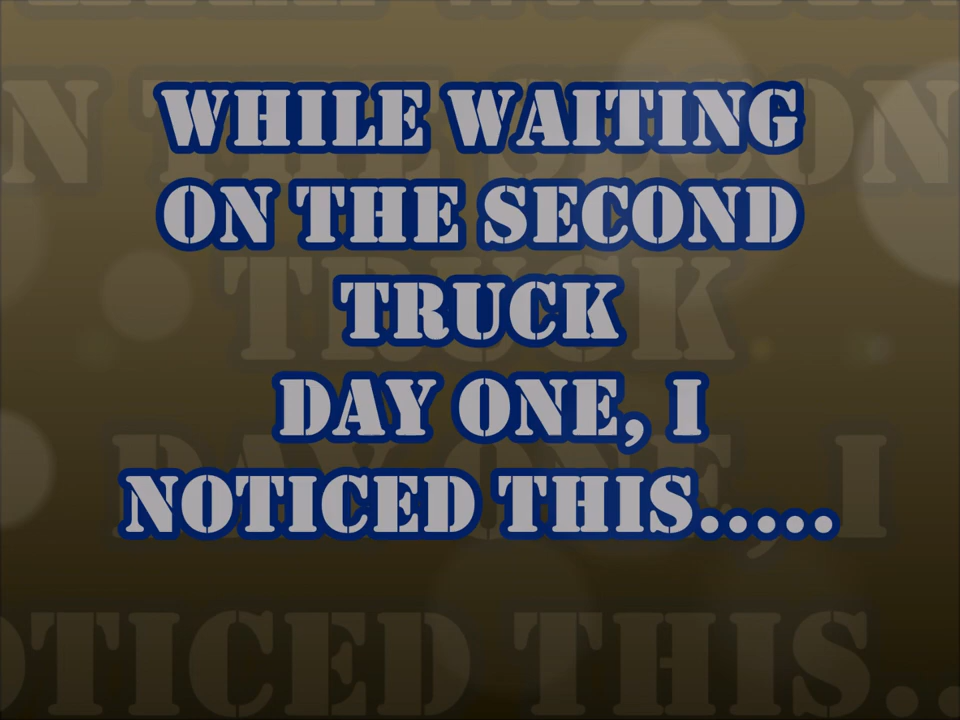 WHILE WAITING
ON THE SECOND
TRUCK
DAY ONE, I
NOTICED THIS.....